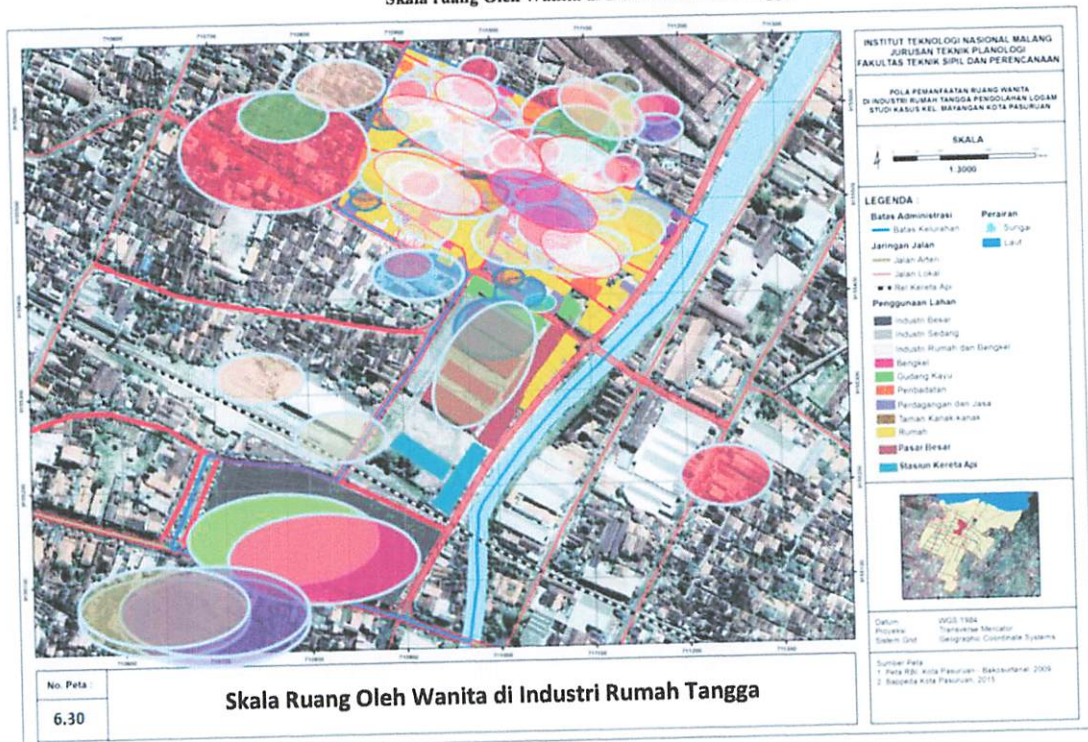 INSTITUT TEKNOLOGI NASIONAL MALANG
JURUSAN TEKNIK PLANOLOGI
FAKULTAS TEKNIK SIPIL DAN PERENCANAAN
POLA PEMANFAATAN RUANG WANITA
DI INDUSTRI RUMAH TANGGA PENGOLAHAN LOGAM
STUDI KASUS KEL. MAYANGAN KOTA PASURUAN
SKALA
1:3000
LEGENDA :
Batas Administrasi
Batas Kelurahan
Jaringan Jalan
Jalan Arteri
Jalan Lokal
Rel Kereta Api
Perairan
Sungai
Laut
Penggunaan Lahan
Industri Besar
Industri Sedang
Industri Rumah dan Bengkel
Bengkel
Gudang Kayu
Peribadatan
Perdagangan dan Jasa
Taman Kanak-kanak
Rumah
Pasar Besar
Stasiun Kereta Api
Datum WGS 1984
Proyeksi Transverse Mercator
Sistem Grid Geographic Coordinate Systems
Sumber Peta
1. Peta RBI, Kota Pasuruan - Bakosurtanal, 2009
2. Bappeda Kota Pasuruan, 2015
No. Peta :
6.30
Skala Ruang Oleh Wanita di Industri Rumah Tangga